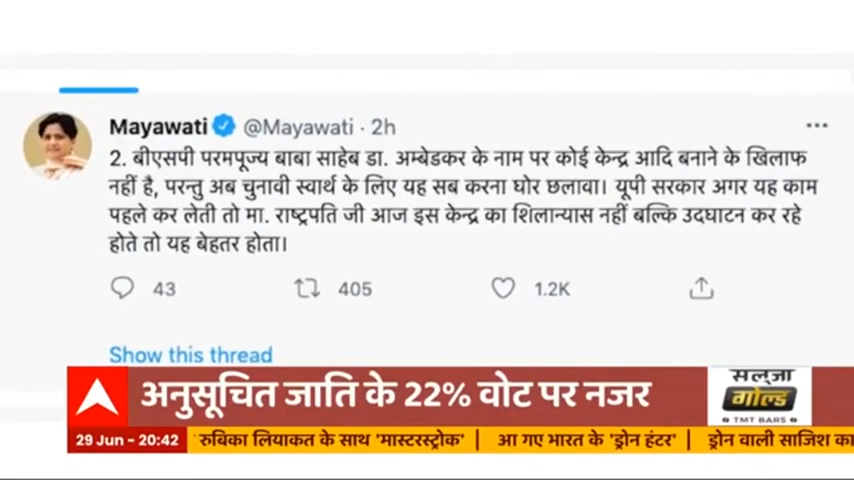 Mayawati @Mayawati · 2h
2. बीएसपी परमपूज्य बाबा साहेब डा. अम्बेडकर के नाम पर कोई केन्द्र आदि बनाने के खिलाफ
नहीं है, परन्तु अब चुनावी स्वार्थ के लिए यह सब करना घोर छलावा। यूपी सरकार अगर यह काम
पहले कर लेती तो मा. राष्ट्रपति जी आज इस केन्द्र का शिलान्यास नहीं बल्कि उदघाटन कर रहे
होते तो यह बेहतर होता।
43 405 1.2K
Show this thread
अनुसूचित जाति के 22% वोट पर नजर
सलूजा
गोल्ड
TMT BARS
29 Jun - 20:42 रुबिका लियाकत के साथ 'मास्टरस्ट्रोक' | आ गए भारत के 'ड्रोन हंटर' | ड्रोन वाली साजिश का